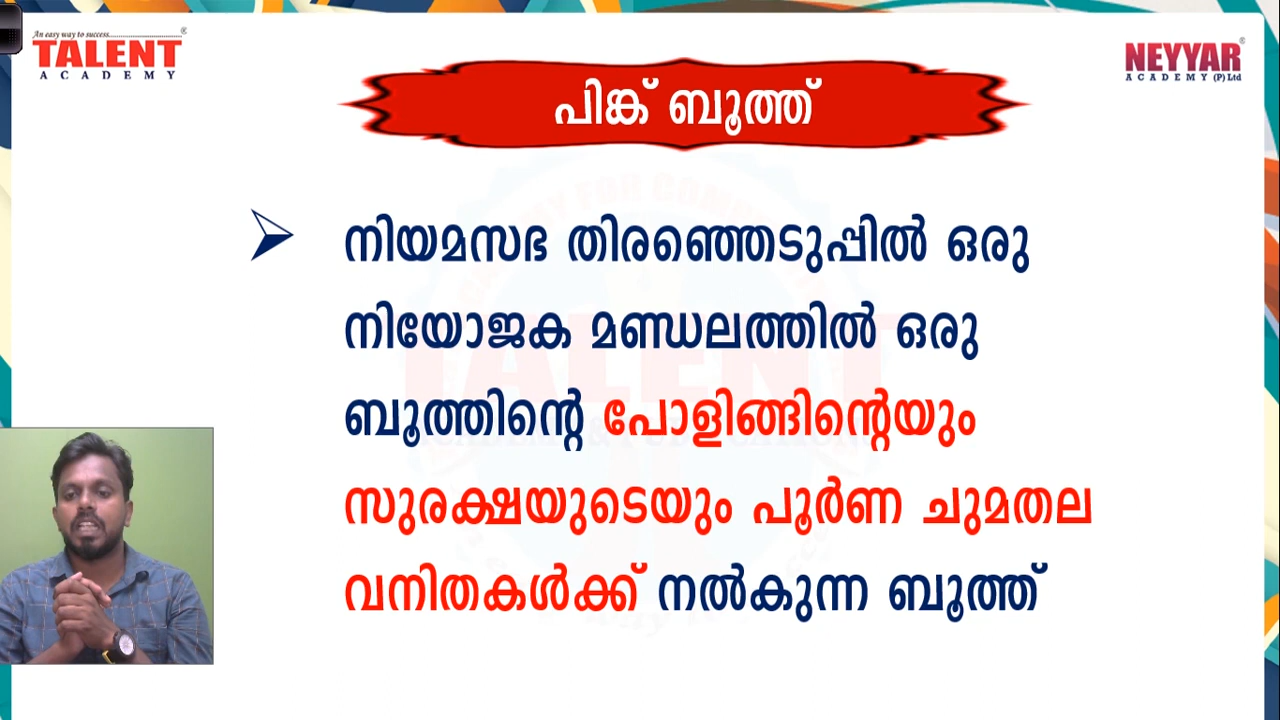 An easy way to success
TALENT
ACADEMY
NEYYAR
ACADEMY (P) Ltd
പിങ്ക് ബൂത്ത്
നിയമസഭ തിരഞ്ഞെടുപ്പിൽ ഒരു
നിയോജക മണ്ഡലത്തിൽ ഒരു
ബൂത്തിന്റെ പോളിങ്ങിന്റെയും
സുരക്ഷയുടെയും പൂർണ ചുമതല
വനിതകൾക്ക് നൽകുന്ന ബൂത്ത്